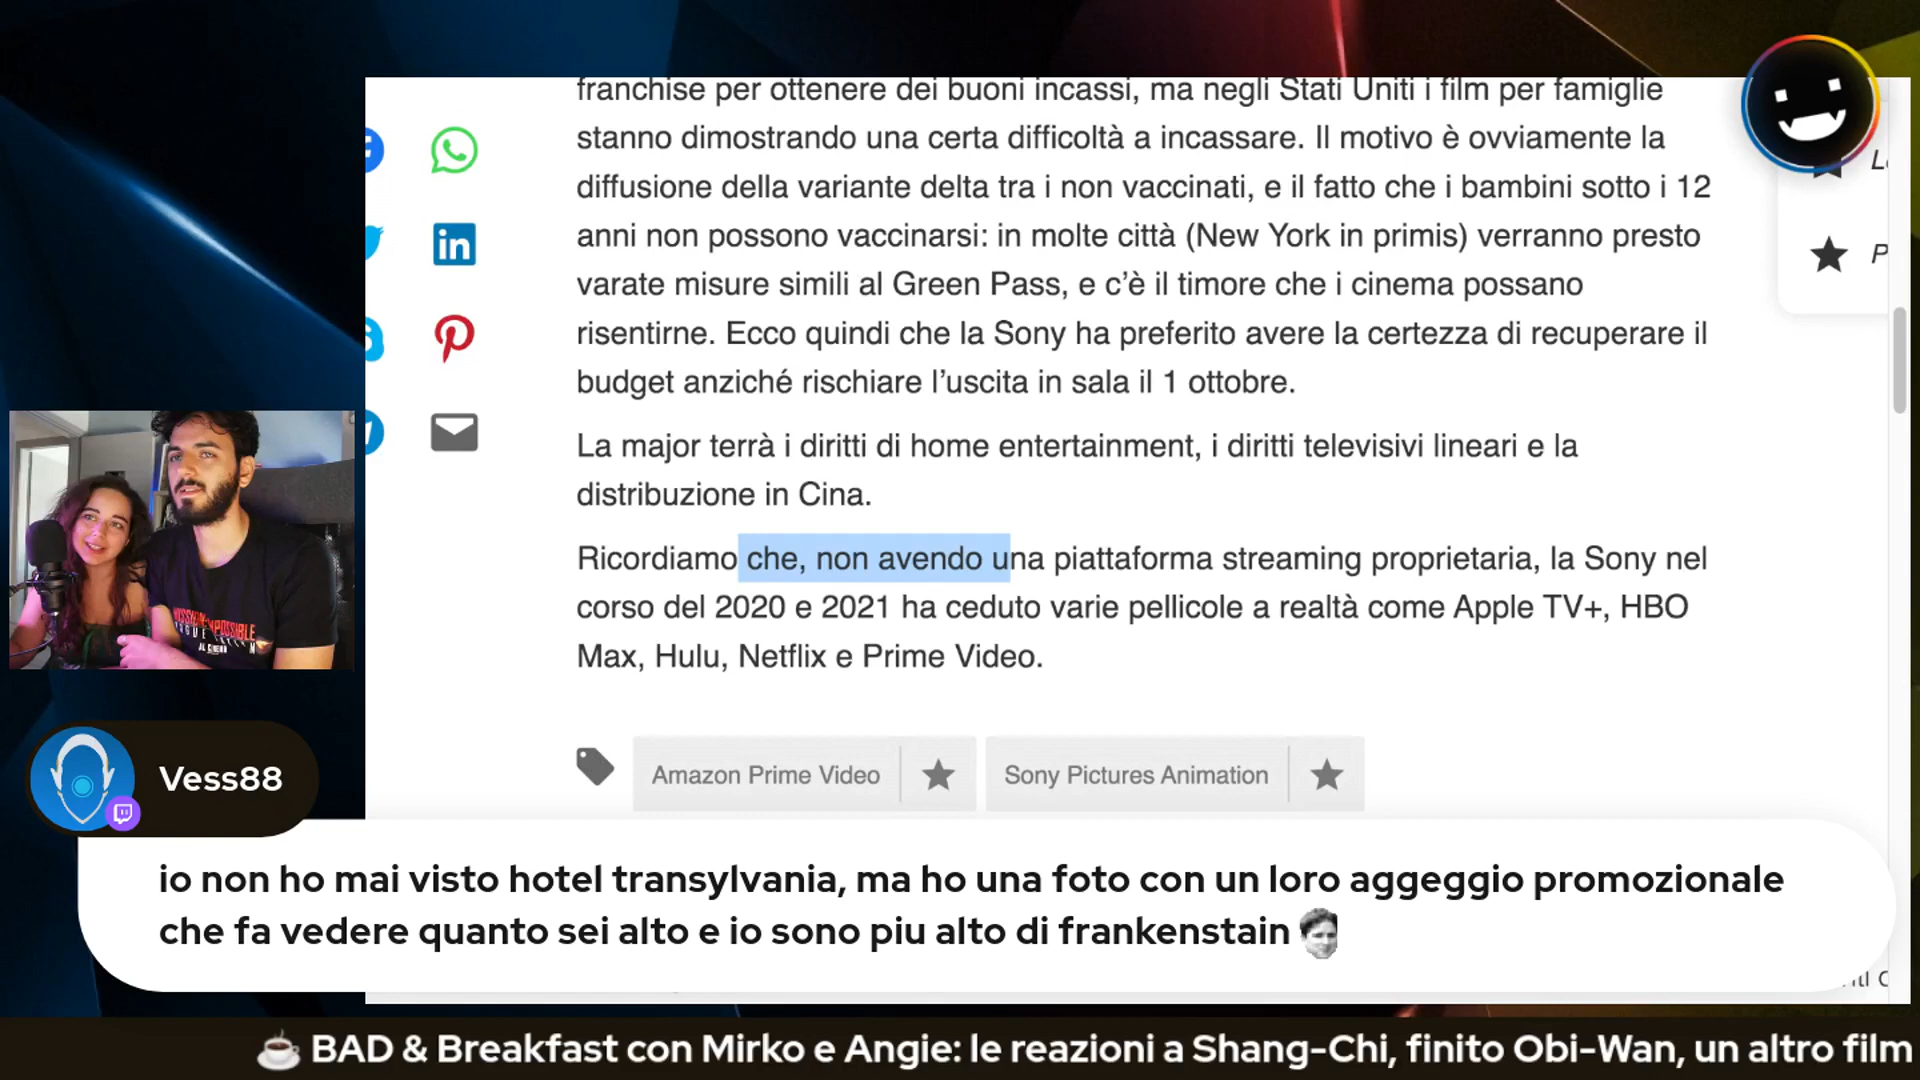 franchise per ottenere dei buoni incassi, ma negli Stati Uniti i film per famiglie
stanno dimostrando una certa difficoltà a incassare. Il motivo è ovviamente la
diffusione della variante delta tra i non vaccinati, e il fatto che i bambini sotto i 12
anni non possono vaccinarsi: in molte città (New York in primis) verranno presto
varate misure simili al Green Pass, e c’è il timore che i cinema possano
risentirne. Ecco quindi che la Sony ha preferito avere la certezza di recuperare il
budget anziché rischiare l’uscita in sala il 1 ottobre.
La major terrà i diritti di home entertainment, i diritti televisivi lineari e la
distribuzione in Cina.
Ricordiamo che, non avendo una piattaforma streaming proprietaria, la Sony nel
corso del 2020 e 2021 ha ceduto varie pellicole a realtà come Apple TV+, HBO
Max, Hulu, Netflix e Prime Video.
P
in
MISSION: IMPOSSIBLE
AL CINEMA
Amazon Prime Video
Sony Pictures Animation
Vess88
io non ho mai visto hotel transylvania, ma ho una foto con un loro aggeggio promozionale
che fa vedere quanto sei alto e io sono piu alto di frankenstain
BAD & Breakfast con Mirko e Angie: le reazioni a Shang-Chi, finito Obi-Wan, un altro film